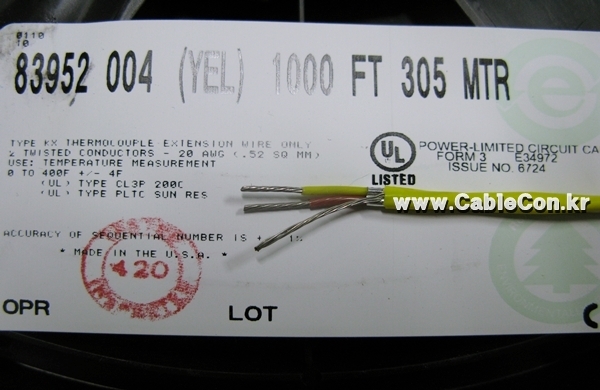 0110
TO
83952 004 (YEL) 1000 FT 305 MTR
TYPE KX THERMOCOUPLE EXTENSION WIRE ONLY
2 TWISTED CONDUCTORS - 20 AWG (.52 SQ MM)
USE: TEMPERATURE MEASUREMENT
0 TO 400F +/- 4F
(UL) TYPE CL3P 200C
(UL) TYPE PLTC SUN RES
UL
LISTED
POWER-LIMITED CIRCUIT CA
FORM 3 E34972
ISSUE NO. 6724
www.CableCon.kr
ACCURACY OF SEQUENTIAL NUMBER IS + 1%
* MADE IN THE U.S.A. *
420
OPR LOT C